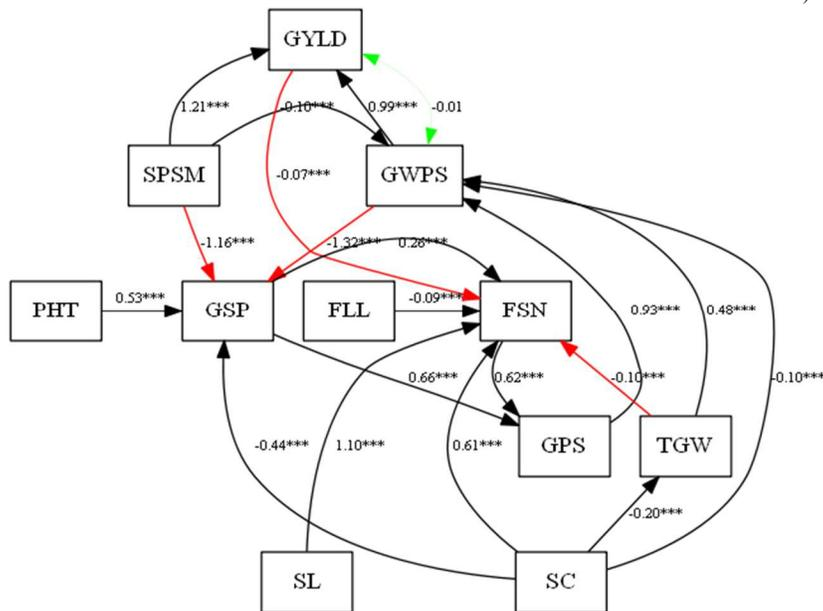 GYLD
1.21***
-0.10***
0.99***
-0.01
SPSM
-0.07***
GWPS
-1.16***
-1.32***
0.26***
PHT
0.53***
GSP
FLL
-0.09***
FSN
0.93***
0.48***
0.66***
0.62***
-0.10***
-0.10***
-0.44***
1.10***
0.61***
GPS
TGW
-0.20***
SL
SC